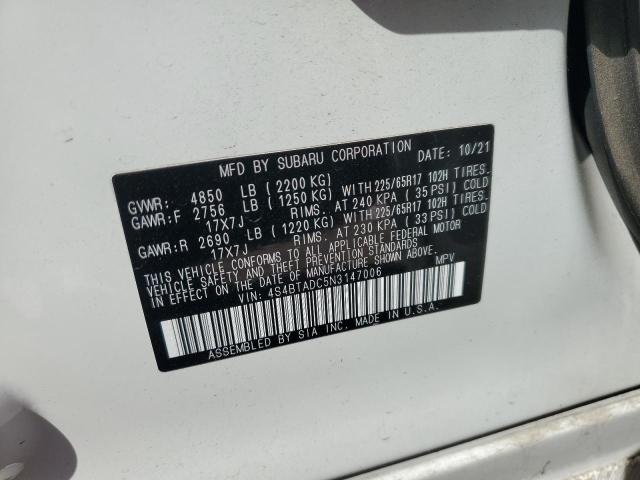 MFD BY SUBARU CORPORATION DATE: 10/21
GVWR: 4850 LB (2200 KG)
GAWR:F 2756 LB (1250 KG) WITH 225/65R17 102H TIRES,
17X7J RIMS. AT 240 KPA (35 PSI) COLD
GAWR:R 2690 LB (1220 KG) WITH 225/65R17 102H TIRES,
17X7J RIMS. AT 230 KPA (33 PSI) COLD
THIS VEHICLE CONFORMS TO ALL APPLICABLE FEDERAL MOTOR
VEHICLE SAFETY AND THEFT PREVENTION STANDARDS
IN EFFECT ON THE DATE OF MANUFACTURE SHOWN ABOVE.
VIN: 4S4BTADC5N3147006 MPV
ASSEMBLED BY SIA INC. MADE IN U.S.A.